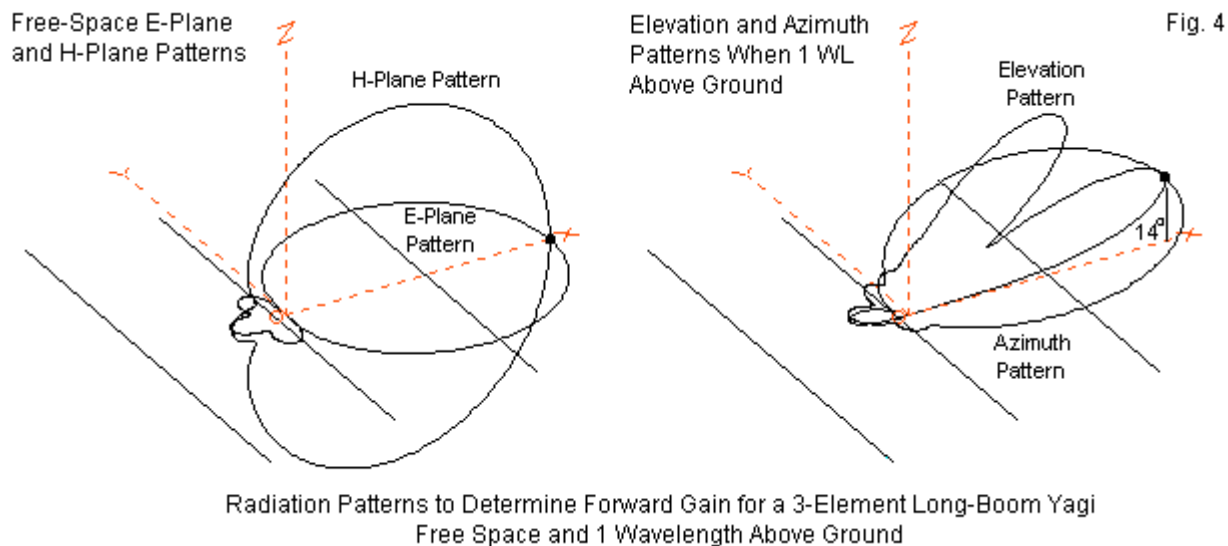 Free-Space E-Plane
and H-Plane Patterns
Z
H-Plane Pattern
Y
E-Plane
Pattern
X
Elevation and Azimuth
Patterns When 1 WL
Above Ground
Fig. 4
Z
Elevation
Pattern
Y
14°
X
Azimuth
Pattern
Radiation Patterns to Determine Forward Gain for a 3-Element Long-Boom Yagi
Free Space and 1 Wavelength Above Ground